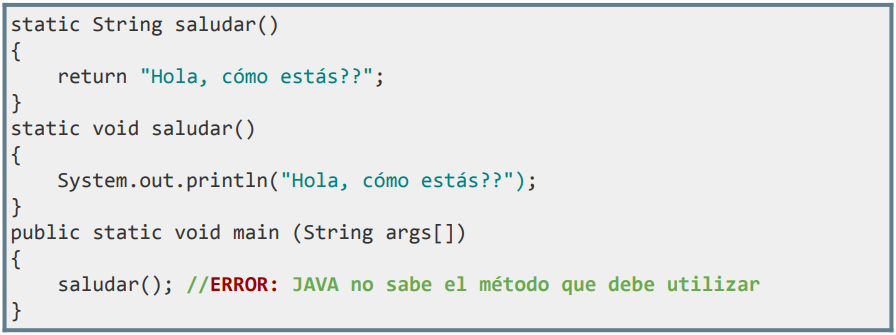 static String saludar()
{
    return "Hola, cómo estás??";
}
static void saludar()
{
    System.out.println("Hola, cómo estás??");
}
public static void main (String args[])
{
    saludar(); //ERROR: JAVA no sabe el método que debe utilizar
}